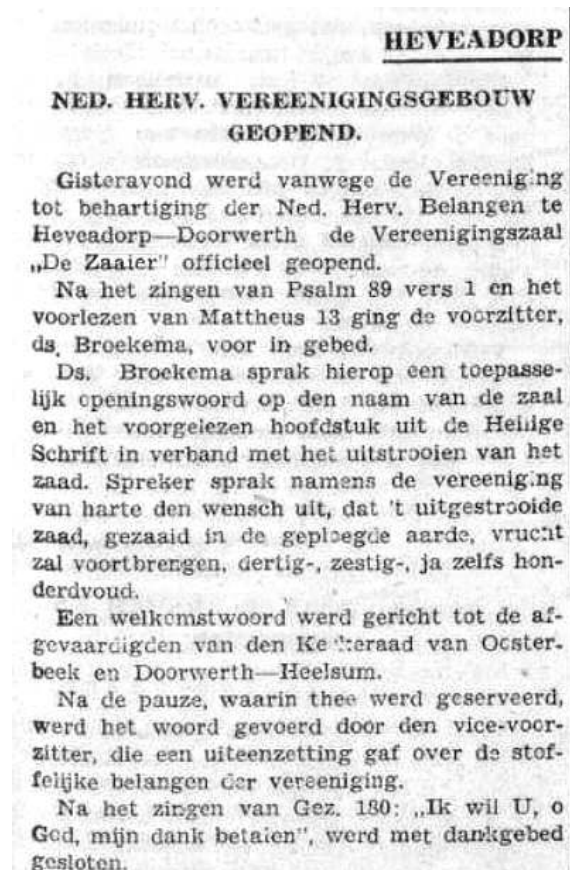 HEVEADORP
NED. HERV. VEREENIGINGSGEBOUW
GEOPEND.
Gisteravond werd vanwege de Vereeniging
tot behartiging der Ned. Herv. Belangen te
Heveadorp—Doorwerth de Vereenigingszaal
„De Zaaier" officieel geopend.
Na het zingen van Psalm 89 vers 1 en het
voorlezen van Mattheus 13 ging de voorzitter,
ds. Broekema, voor in gebed.
Ds. Broekema sprak hierop een toepasse-
lijk openingswoord op den naam van de zaal
en het voorgelezen hoofdstuk uit de Heilige
Schrift in verband met het uitstrooien van het
zaad. Spreker sprak namens de vereeniging
van harte den wensch uit, dat 't uitgestrooide
zaad, gezaaid in de geploegde aarde, vrucht
zal voortbrengen, dertig-, zestig-, ja zelfs hon-
derdvoud.
Een welkomstwoord werd gericht tot de af-
gevaardigden van den Kerkeraad van Ooster-
beek en Doorwerth—Heelsum.
Na de pauze, waarin thee werd geserveerd,
werd het woord gevoerd door den vice-voor-
zitter, die een uiteenzetting gaf over de stof-
felijke belangen der vereeniging.
Na het zingen van Gez. 180: „Ik wil U, o
God, mijn dank betalen", werd met dankgebed
gesloten.